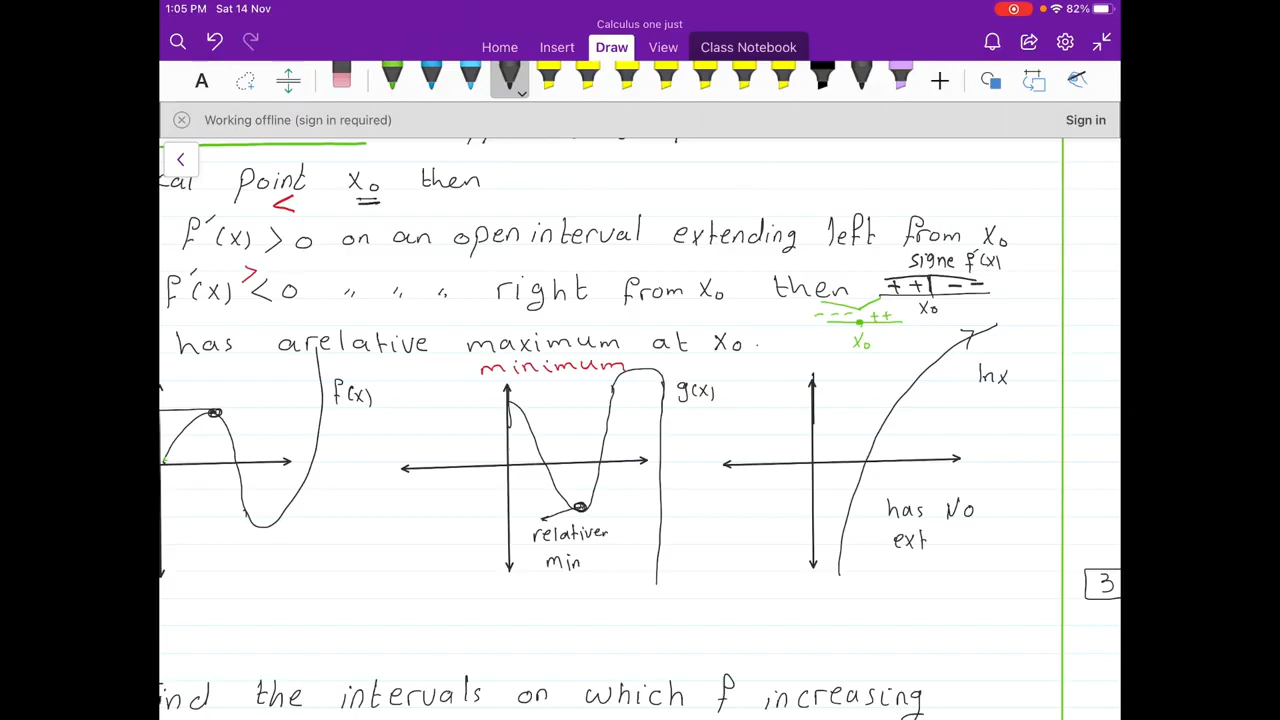 1:05 PM Sat 14 Nov
82%
Calculus one just
Home Insert Draw View Class Notebook
A
Working offline (sign in required)
Sign in
cal point x₀ then
<
f′(x) > 0 on an open interval extending left from x₀
signe f′(x)
f′(x) < 0 " " " right from x₀ then
>
+ + - -
x₀
- - - + +
x₀
has a relative maximum at x₀.
minimum
f(x)
g(x)
ln x
relative
min
has No
ext
3
ind the intervals on which f increasing